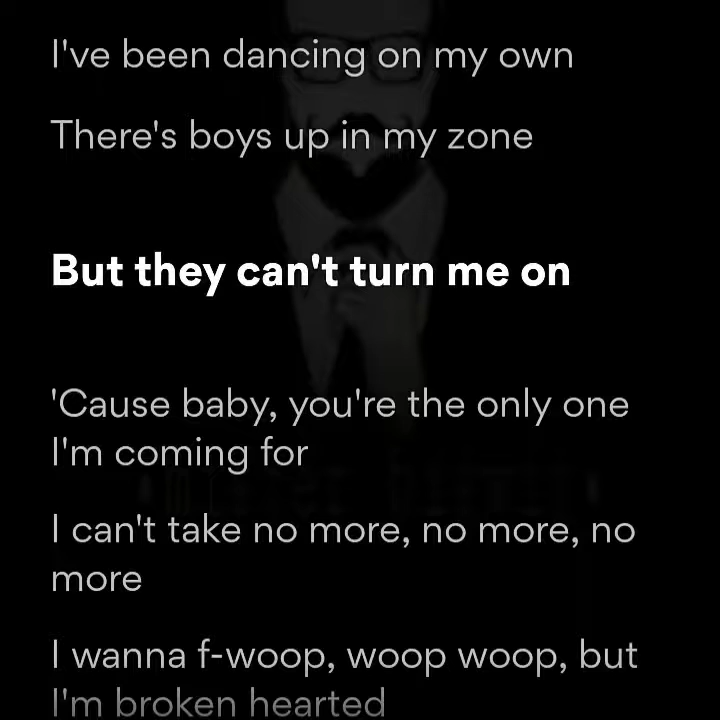 I've been dancing on my own
There's boys up in my zone
But they can't turn me on
'Cause baby, you're the only one
I'm coming for
I can't take no more, no more, no
more
I wanna f-woop, woop woop, but
I'm broken hearted